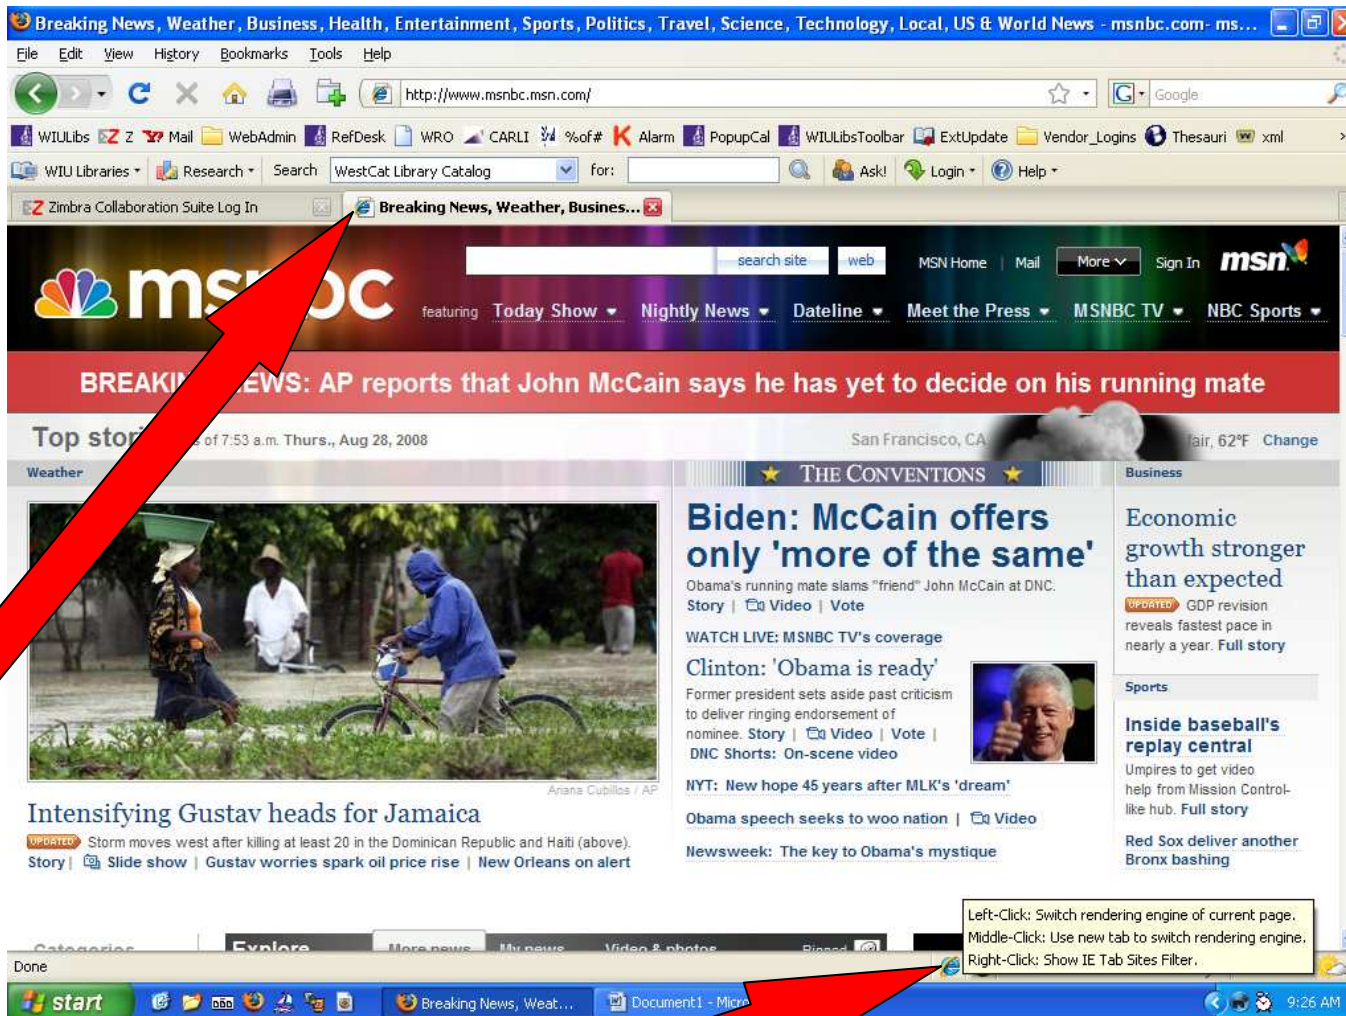 Breaking News, Weather, Business, Health, Entertainment, Sports, Politics, Travel, Science, Technology, Local, US & World News - msnbc.com- ms...
File Edit View History Bookmarks Tools Help
http://www.msnbc.msn.com/ G Google
WIULibs Z Z Y! Mail WebAdmin RefDesk WRO CARLI %of# K Alarm PopupCal WIULibsToolbar ExtUpdate Vendor_Logins Thesauri xml
WIU Libraries Research Search WestCat Library Catalog for: Ask! Login Help
Z Zimbra Collaboration Suite Log In Breaking News, Weather, Busines...
search site web MSN Home | Mail More Sign In msn
featuring Today Show Nightly News Dateline Meet the Press MSNBC TV NBC Sports
AP reports that John McCain says he has yet to decide on his running mate
Top of 7:53 a.m. Thurs., Aug 28, 2008 San Francisco, CA fair, 62°F Change
Weather
THE CONVENTIONS
Business
Biden: McCain offers
only 'more of the same'
Obama's running mate slams "friend" John McCain at DNC.
Story | Video | Vote
WATCH LIVE: MSNBC TV's coverage
Clinton: 'Obama is ready'
Former president sets aside past criticism
to deliver ringing endorsement of
nominee. Story | Video | Vote |
DNC Shorts: On-scene video
NYT: New hope 45 years after MLK's 'dream'
Obama speech seeks to woo nation | Video
Newsweek: The key to Obama's mystique
Economic
growth stronger
than expected
UPDATED GDP revision
reveals fastest pace in
nearly a year. Full story
Sports
Inside baseball's
replay central
Umpires to get video
help from Mission Control-
like hub. Full story
Red Sox deliver another
Bronx bashing
Ariana Cubillos / AP
Intensifying Gustav heads for Jamaica
UPDATED Storm moves west after killing at least 20 in the Dominican Republic and Haiti (above).
Story | Slide show | Gustav worries spark oil price rise | New Orleans on alert
Left-Click: Switch rendering engine of current page.
Middle-Click: Use new tab to switch rendering engine.
Right-Click: Show IE Tab Sites Filter.
Categories Explore More news My news Video & photos
Done
start Breaking News, Weat... Document1 - Micro 9:26 AM